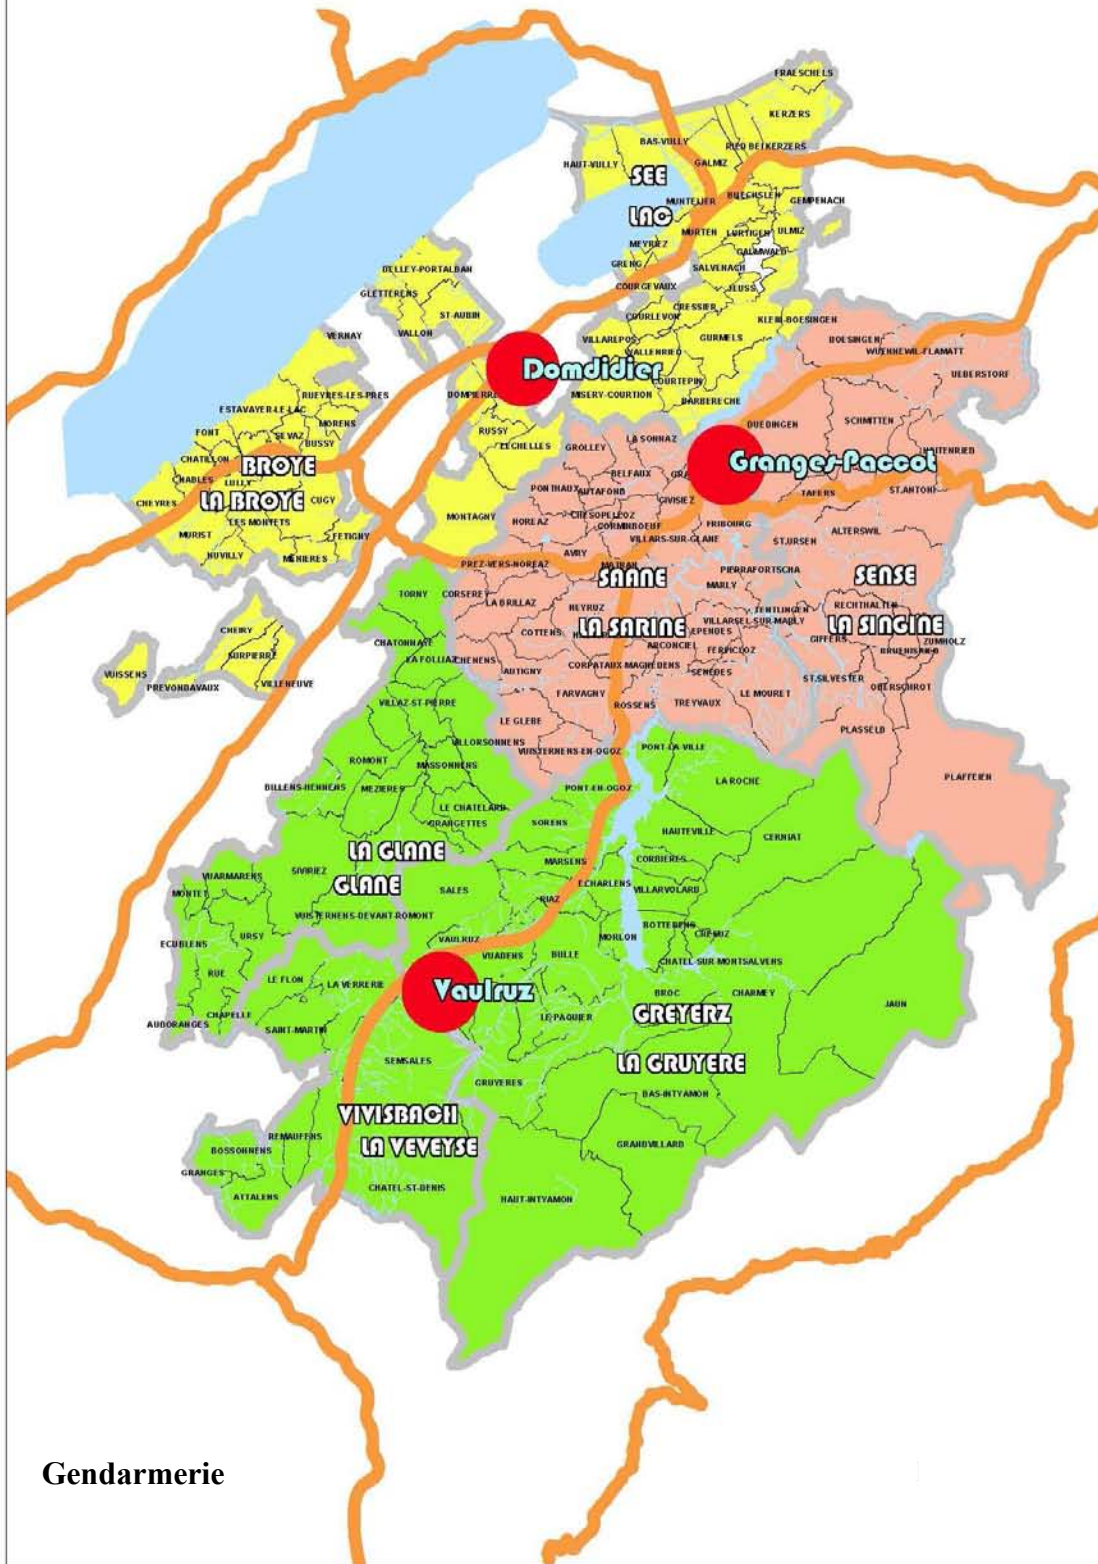 FRAESCHELS
KERZERS
BAS-VULLY
RIED BEI KERZERS
HAUT-VULLY
GALMIZ
SEE
LAC
MUNTELIER
BUECHSLEN
GEMPENACH
MURTEN
LURTIGEN
ULMIZ
MEYRIEZ
GALMWALD
GRENG
SALVENACH
DELLEY-PORTALBAN
COURGEVAUX
JEUSS
GLETTERENS
CRESSIER
ST-AUBIN
COURLEVON
KLEIN-BOESINGEN
VALLON
VERNAY
VILLAREPOS
GURMELS
BOESINGEN
WALLENRIED
WUENNEWIL-FLAMATT
Domdidier
UEBERSTORF
COURTEPIN
DOMPIERRE
MISERY-COURTION
BARBERECHE
RUEYRES-LES-PRES
ESTAVAYER-LE-LAC
MORENS
DUEDINGEN
SCHMITTEN
FONT
SEVAZ
BUSSY
RUSSY
LECHELLES
GROLLEY
LA SONNAZ
CHATILLON
BROYE
Granges-Paccot
CHABLES
LULLY
BELFAUX
LA BROYE
CUGY
PONTHAUX
AUTAFOND
CIVISIEZ
TAFERS
ST.ANTONI
CHEYRES
CHESOPELLOZ
MONTAGNY
NOREAZ
CORMINBOEUF
FRIBOURG
LES MONTETS
MURIST
FETIGNY
VILLARS-SUR-GLANE
ST.URSEN
ALTERSWIL
NUVILLY
MENIERES
AVRY
PREZ-VERS-NOREAZ
MATRAN
PIERRAFORTSCHA
SAANE
SENSE
MARLY
TORNY
CORSEREY
LA BRILLAZ
NEYRUZ
TENTLINGEN
RECHTHALTEN
VILLARSEL-SUR-MARLY
LA SARINE
LA SINGINE
CHEIRY
COTTENS
EPENDES
GIFFERS
ZUMHOLZ
CHATONNAYE
ARCONCIEL
FERPICLOZ
BRUENISRIED
SURPIERRE
LA FOLLIAZ
CHENENS
CORPATAUX-MAGNEDENS
VUISSENS
AUTIGNY
SENEDES
ST.SILVESTER
PREVONDAVAUX
VILLENEUVE
OBERSCHROT
FARVAGNY
LE MOURET
VILLAZ-ST-PIERRE
ROSSENS
TREYVAUX
LE GLEBE
PLASSELB
VILLORSONNENS
VUISTERNENS-EN-OGOZ
PONT-LA-VILLE
ROMONT
MASSONNENS
PLAFFEIEN
BILLENS-HENNENS
MEZIERES
PONT-EN-OGOZ
LA ROCHE
LE CHATELARD
GRANGETTES
SORENS
HAUTEVILLE
CERNIAT
LA GLANE
MARSENS
CORBIERES
SIVIRIEZ
GLANE
VUARMARENS
SALES
ECHARLENS
VILLARVOLARD
MONTET
RIAZ
VUISTERNENS-DEVANT-ROMONT
BOTTERENS
CRESUZ
URSY
VAULRUZ
MORLON
ECUBLENS
VUADENS
BULLE
CHATEL-SUR-MONTSALVENS
RUE
LE FLON
LA VERRERIE
Vaulruz
BROC
CHARMEY
JAUN
CHAPELLE
GREYERZ
LE PAQUIER
AUBORANGES
SAINT-MARTIN
SEMSALES
LA GRUYERE
GRUYERES
BAS-INTYAMON
VIVISBACH
REMAUFENS
LA VEVEYSE
GRANDVILLARD
BOSSONNENS
GRANGES
CHATEL-ST-DENIS
ATTALENS
HAUT-INTYAMON
Gendarmerie